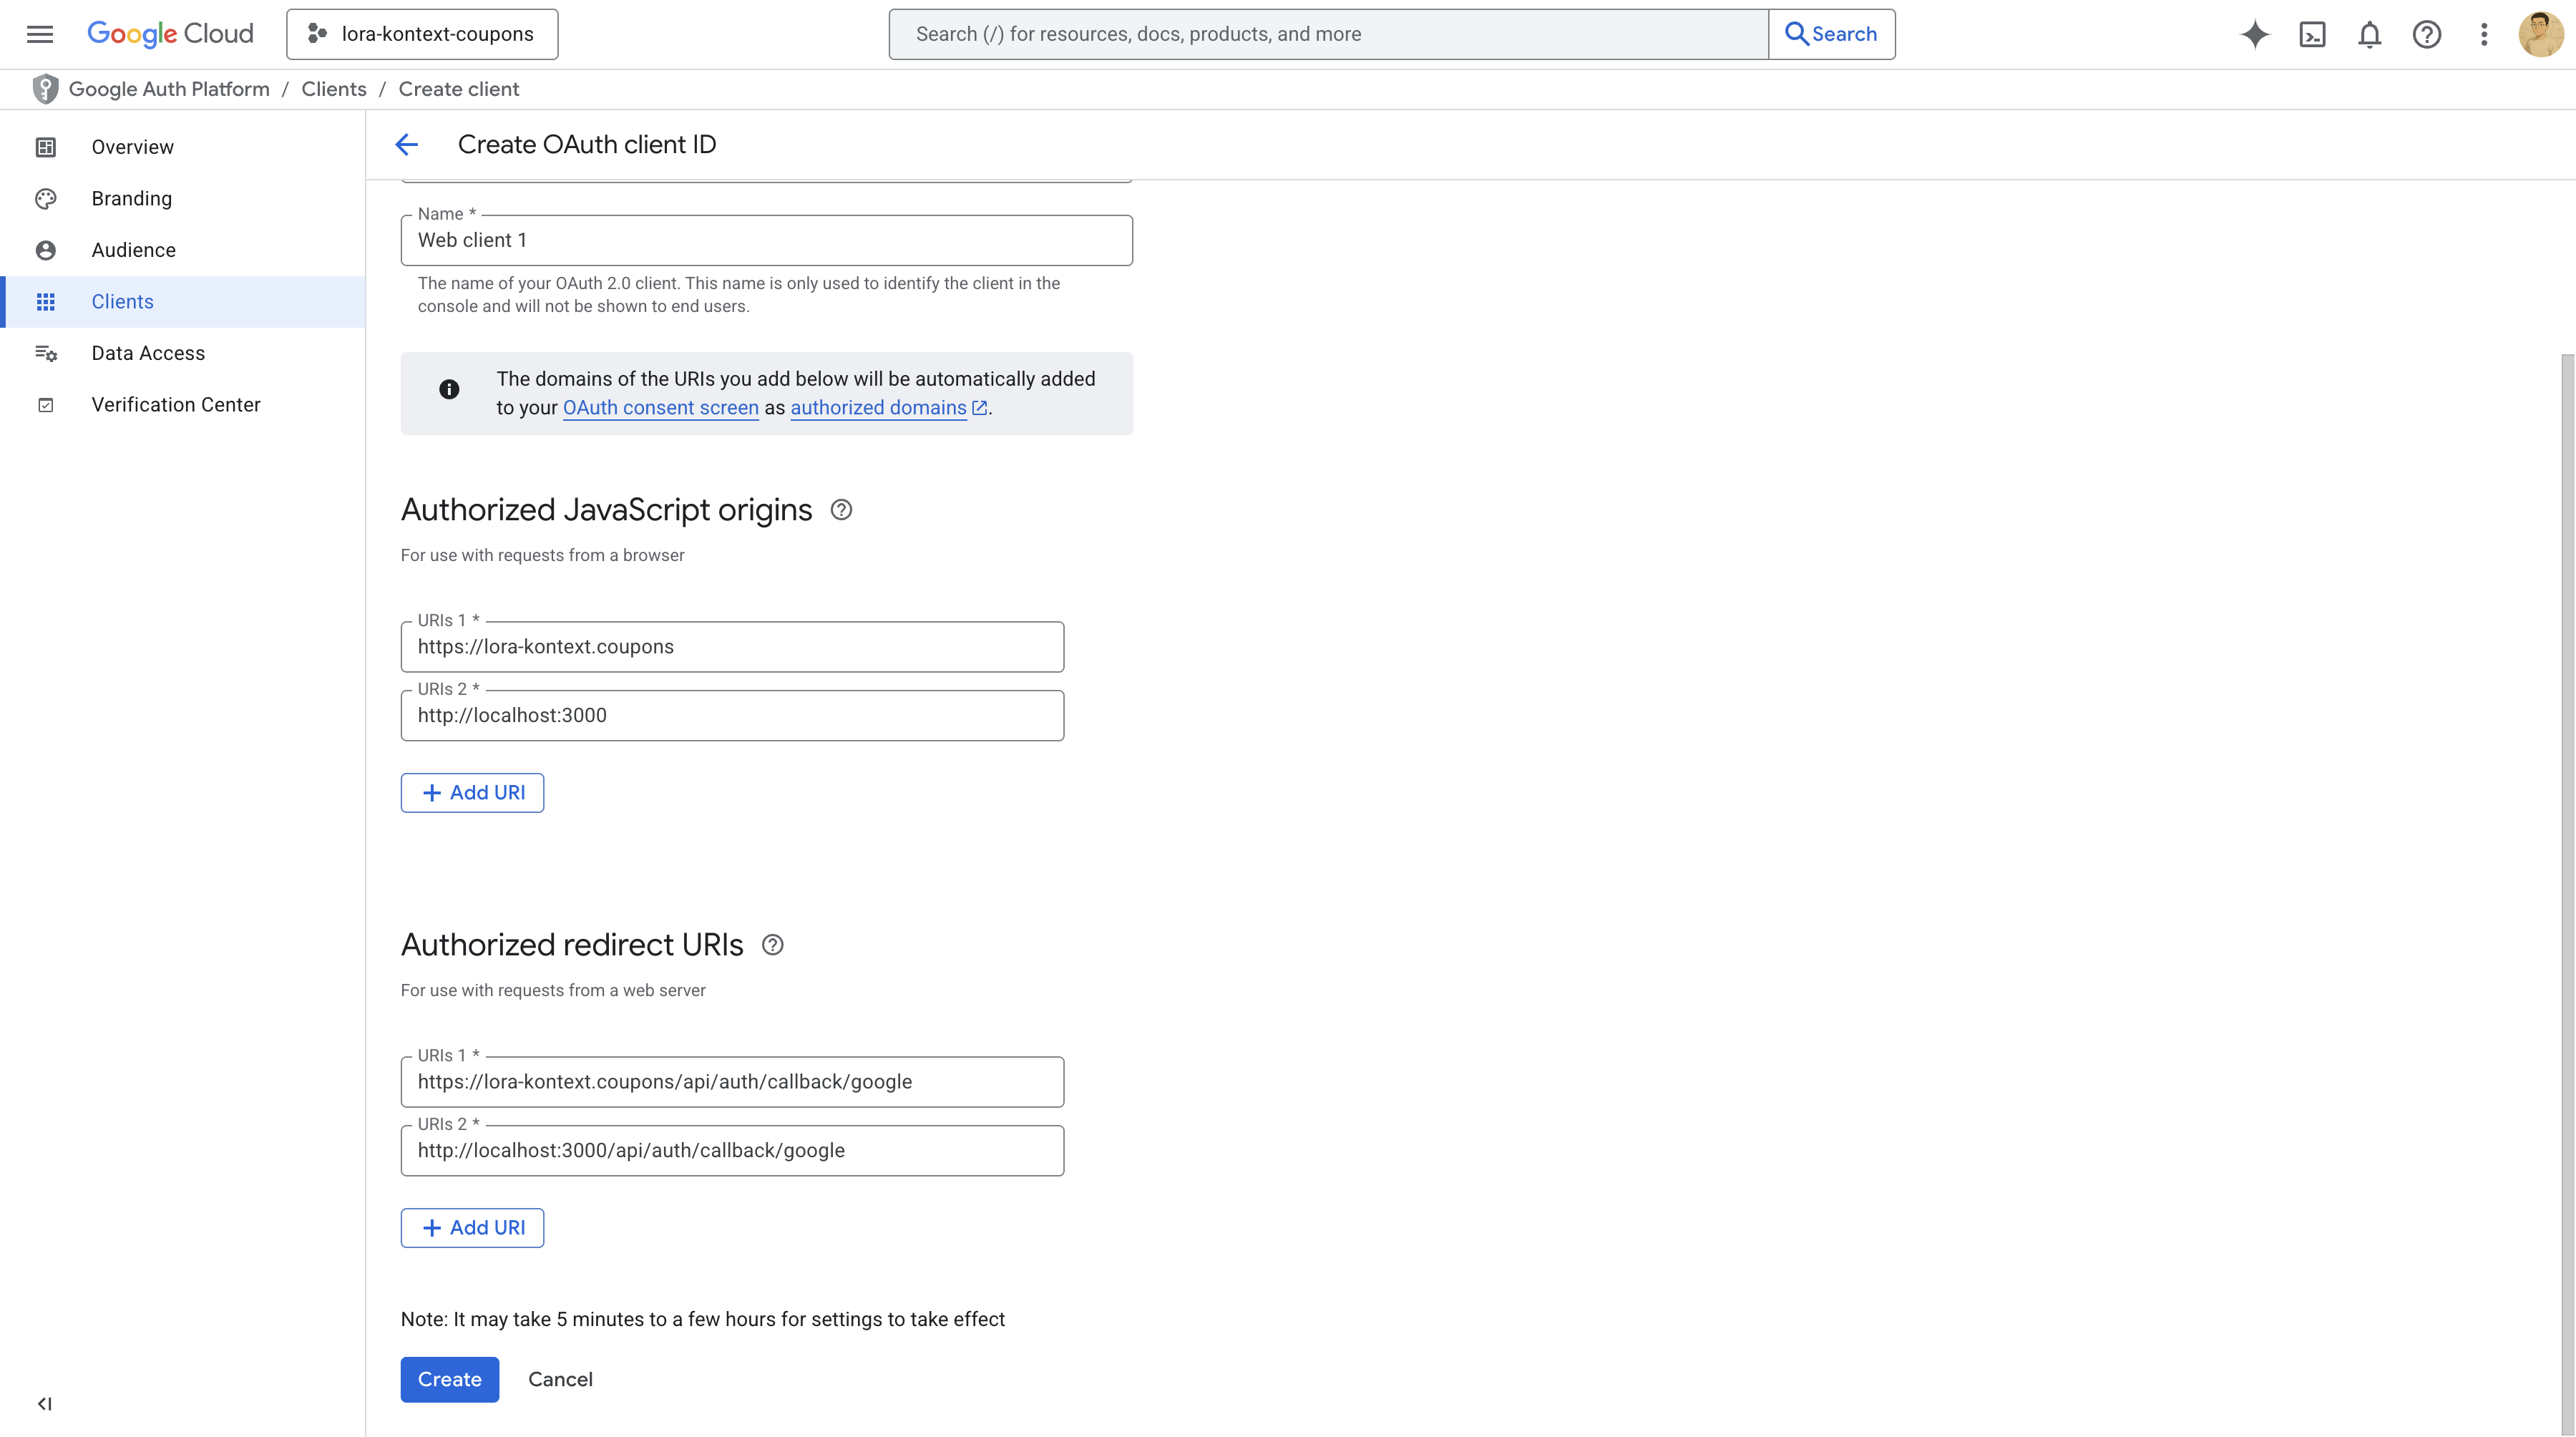 Google Cloud
lora-kontext-coupons
Search (/) for resources, docs, products, and more
Search
Google Auth Platform / Clients / Create client
Overview
Branding
Audience
Clients
Data Access
Verification Center
Create OAuth client ID
Name *
Web client 1
The name of your OAuth 2.0 client. This name is only used to identify the client in the
console and will not be shown to end users.
The domains of the URIs you add below will be automatically added
to your OAuth consent screen as authorized domains.
Authorized JavaScript origins
For use with requests from a browser
URIs 1 *
https://lora-kontext.coupons
URIs 2 *
http://localhost:3000
+ Add URI
Authorized redirect URIs
For use with requests from a web server
URIs 1 *
https://lora-kontext.coupons/api/auth/callback/google
URIs 2 *
http://localhost:3000/api/auth/callback/google
+ Add URI
Note: It may take 5 minutes to a few hours for settings to take effect
Create
Cancel